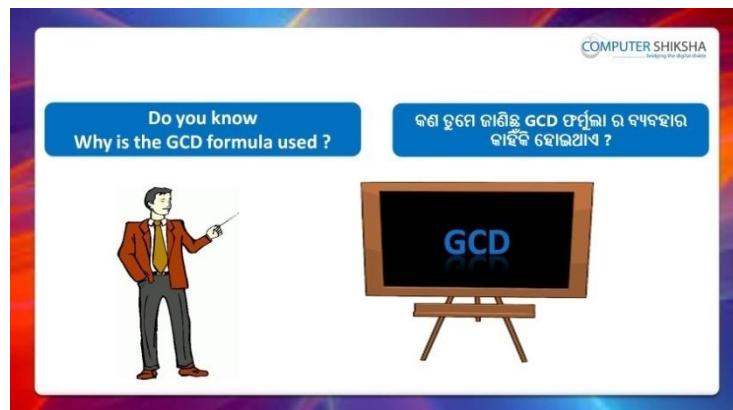 COMPUTER SHIKSHA
bridging the digital divide
Do you know
Why is the GCD formula used ?
କଣ ତୁମେ ଜାଣିଛ GCD ଫର୍ମୁଲା ର ବ୍ୟବହାର
କାହିଁକି ହୋଇଥାଏ ?
GCD